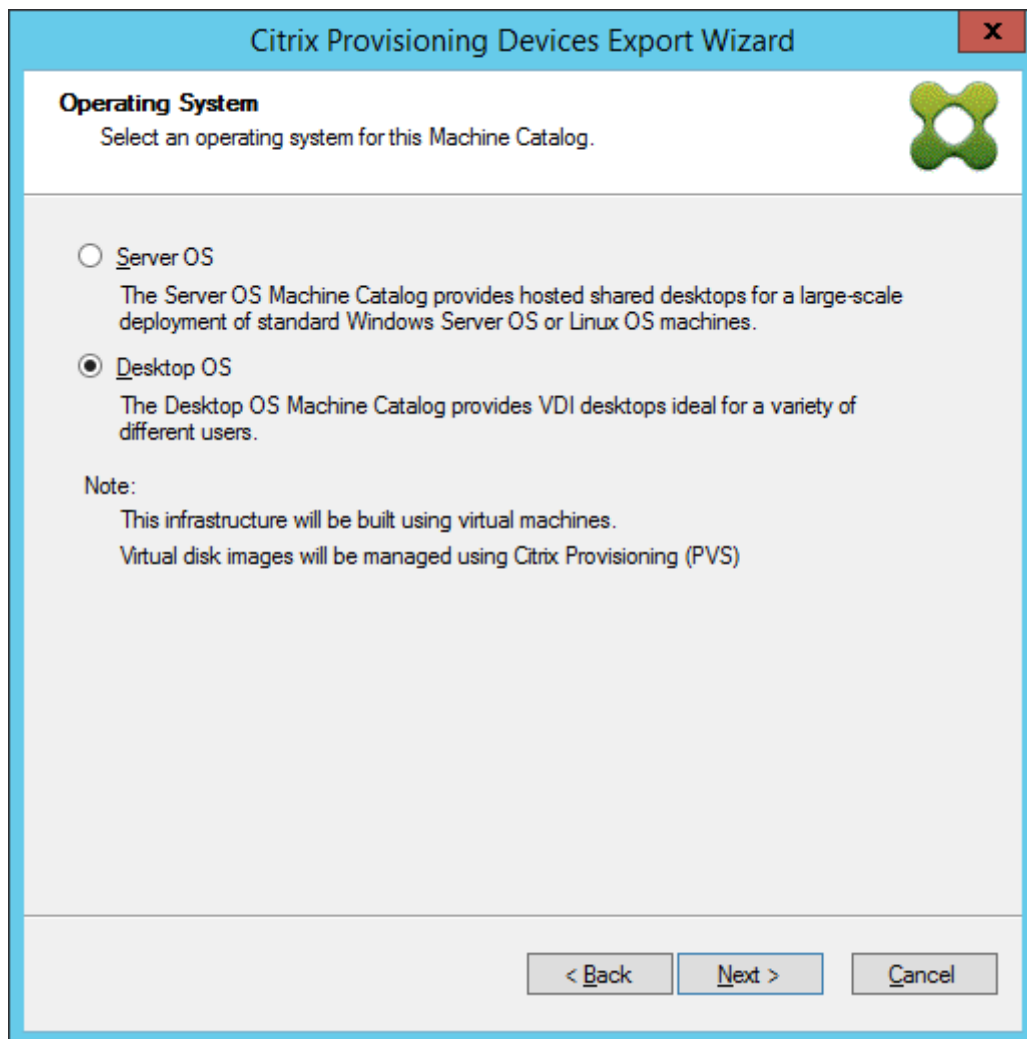 Citrix Provisioning Devices Export Wizard
x
Operating System
Select an operating system for this Machine Catalog.
Server OS
The Server OS Machine Catalog provides hosted shared desktops for a large-scale
deployment of standard Windows Server OS or Linux OS machines.
Desktop OS
The Desktop OS Machine Catalog provides VDI desktops ideal for a variety of
different users.
Note:
This infrastructure will be built using virtual machines.
Virtual disk images will be managed using Citrix Provisioning (PVS)
< Back Next > Cancel